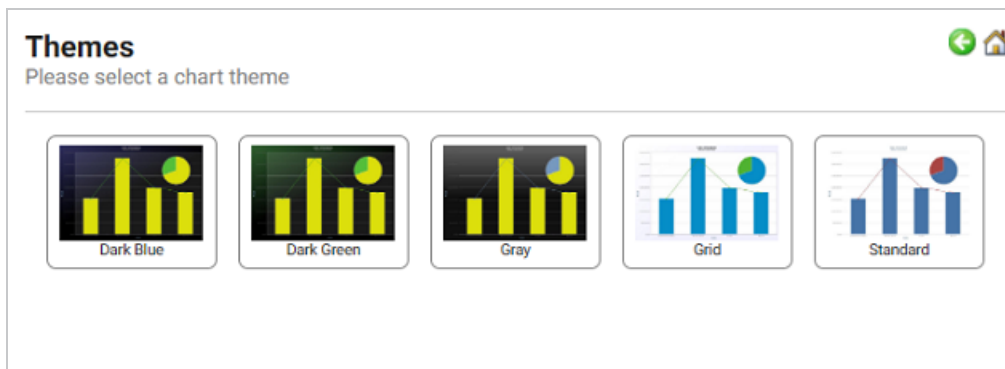 Themes
Please select a chart theme
Dark Blue
Dark Green
Gray
Grid
Standard